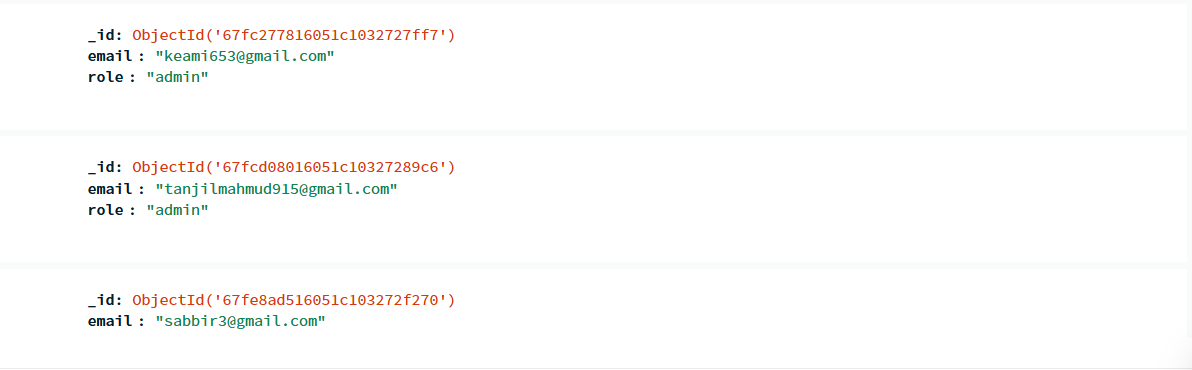 _id: ObjectId('67fc277816051c1032727ff7')
email : "keami653@gmail.com"
role : "admin"
_id: ObjectId('67fcd08016051c10327289c6')
email : "tanjilmahmud915@gmail.com"
role : "admin"
_id: ObjectId('67fe8ad516051c103272f270')
email : "sabbir3@gmail.com"